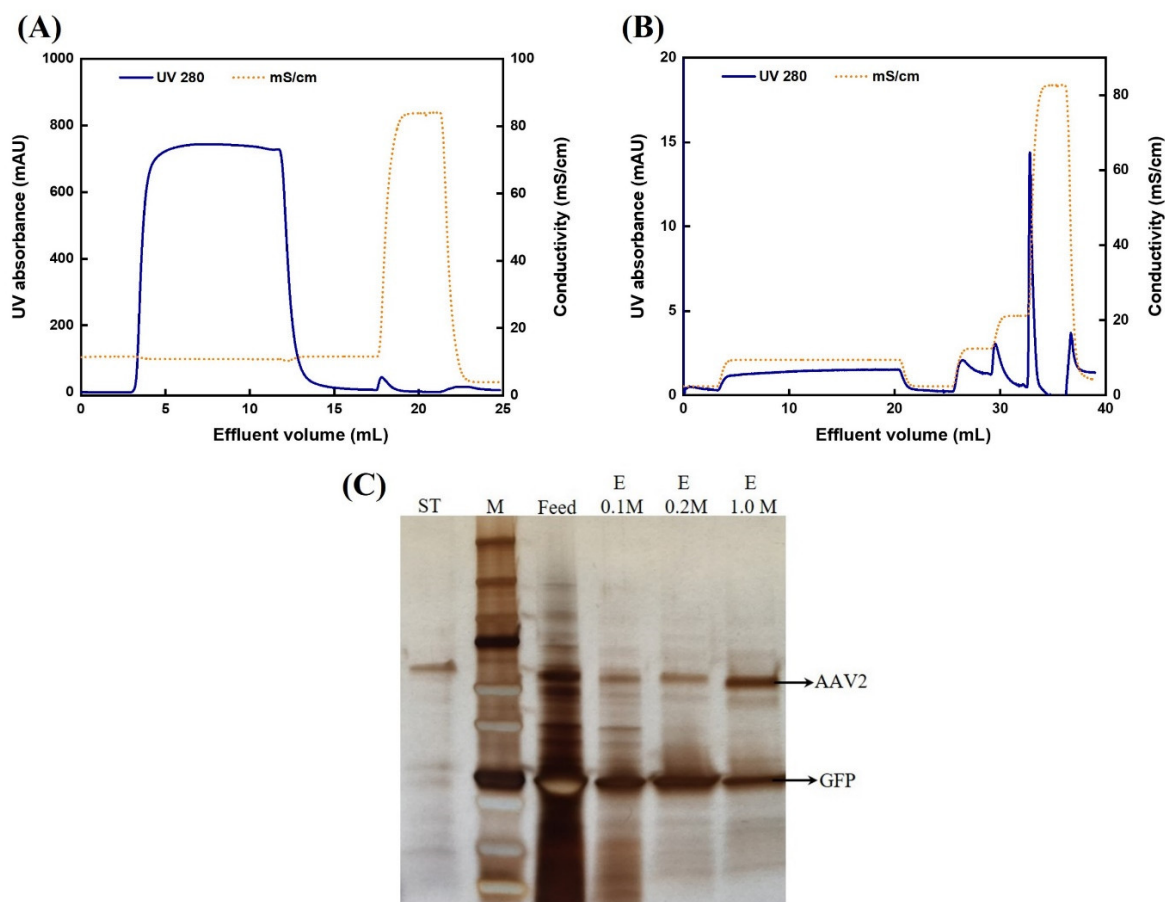 (A)
UV 280
mS/cm
UV absorbance (mAU)
1000
800
600
400
200
0
Conductivity (mS/cm)
100
80
60
40
20
0
0 5 10 15 20 25
Effluent volume (mL)
(B)
UV 280
mS/cm
UV absorbance (mAU)
20
15
10
5
0
Conductivity (mS/cm)
80
60
40
20
0
0 10 20 30 40
Effluent volume (mL)
(C)
E E E
ST M Feed 0.1M 0.2M 1.0 M
AAV2
GFP